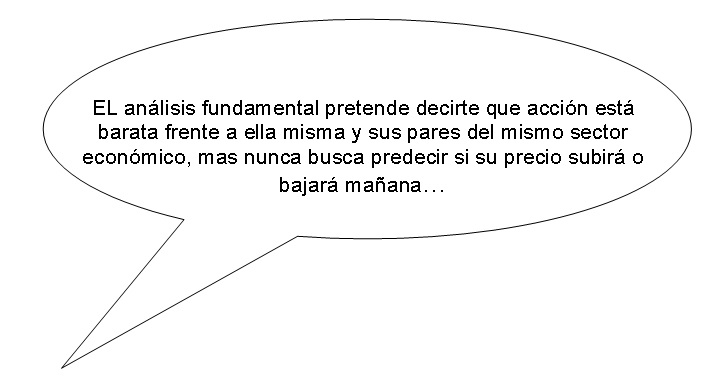 EL análisis fundamental pretende decirte que acción está
barata frente a ella misma y sus pares del mismo sector
económico, mas nunca busca predecir si su precio subirá o
bajará mañana…